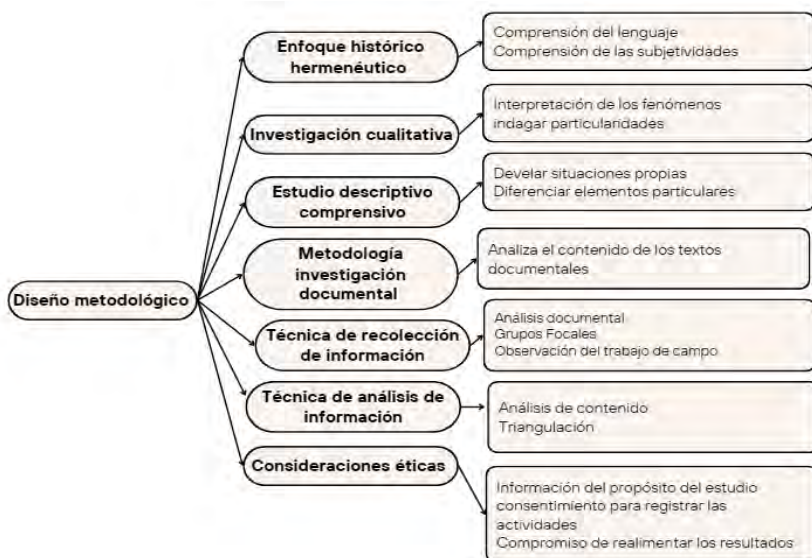 Enfoque histórico
hermenéutico
Comprensión del lenguaje
Comprensión de las subjetividades
Investigación cualitativa
Interpretación de los fenómenos
indagar particularidades
Estudio descriptivo
comprensivo
Develar situaciones propias
Diferenciar elementos particulares
Diseño metodológico
Metodología
investigación
documental
Analiza el contenido de los textos
documentales
Técnica de recolección
de información
Análisis documental
Grupos Focales
Observación del trabajo de campo
Técnica de análisis de
información
Análisis de contenido
Triangulación
Consideraciones éticas
Información del propósito del estudio
consentimiento para registrar las
actividades
Compromiso de realimentar los resultados